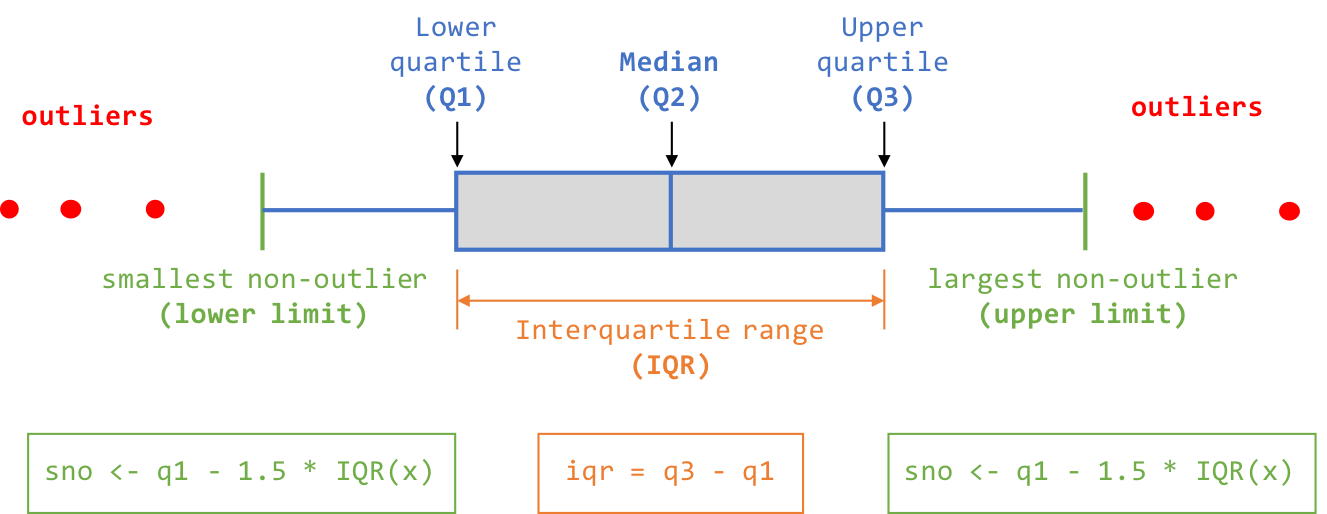 Lower
quartile
(Q1)
Median
(Q2)
Upper
quartile
(Q3)
outliers
outliers
smallest non-outlier
(lower limit)
largest non-outlier
(upper limit)
Interquartile range
(IQR)
sno <- q1 - 1.5 * IQR(x)
iqr = q3 - q1
sno <- q1 - 1.5 * IQR(x)